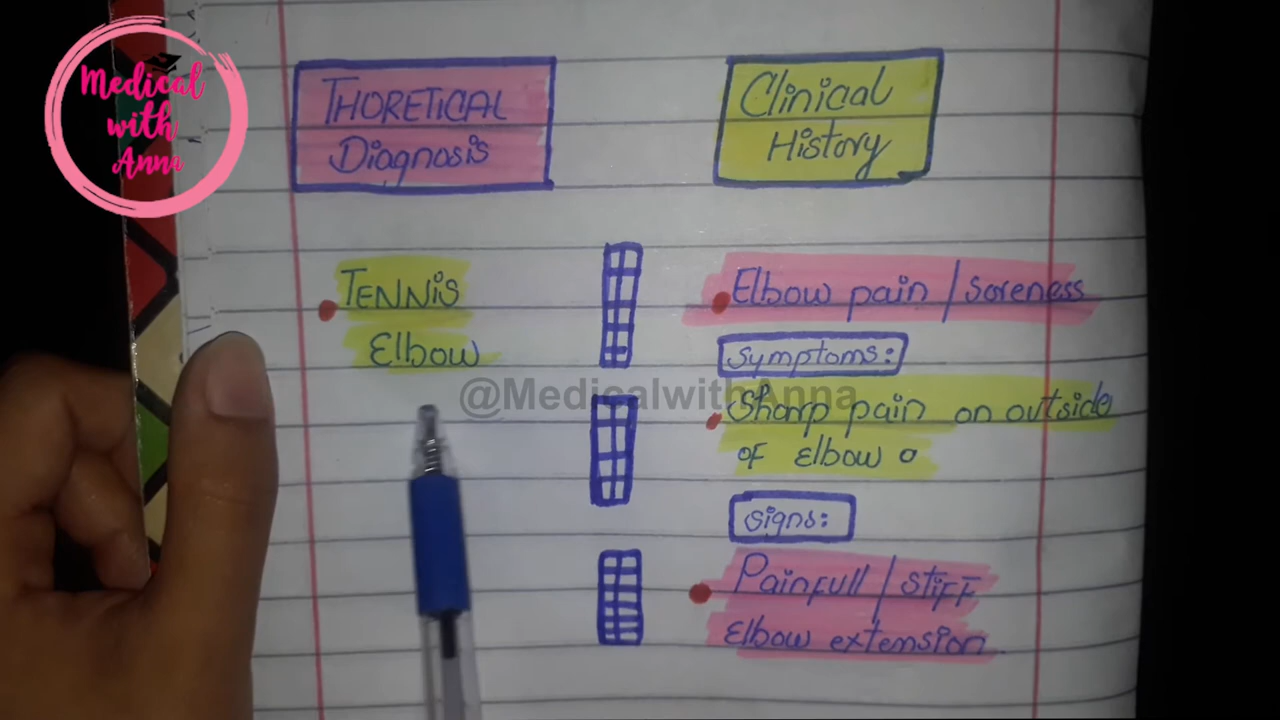 Medical
with
Anna
THORETICAL
Diagnosis
Clinical
History
TENNIS
Elbow
Elbow pain / soreness
Symptoms:
@MedicalwithAnna
Sharp pain on outside
of elbow
Signs:
Painfull / stiff
Elbow extension.